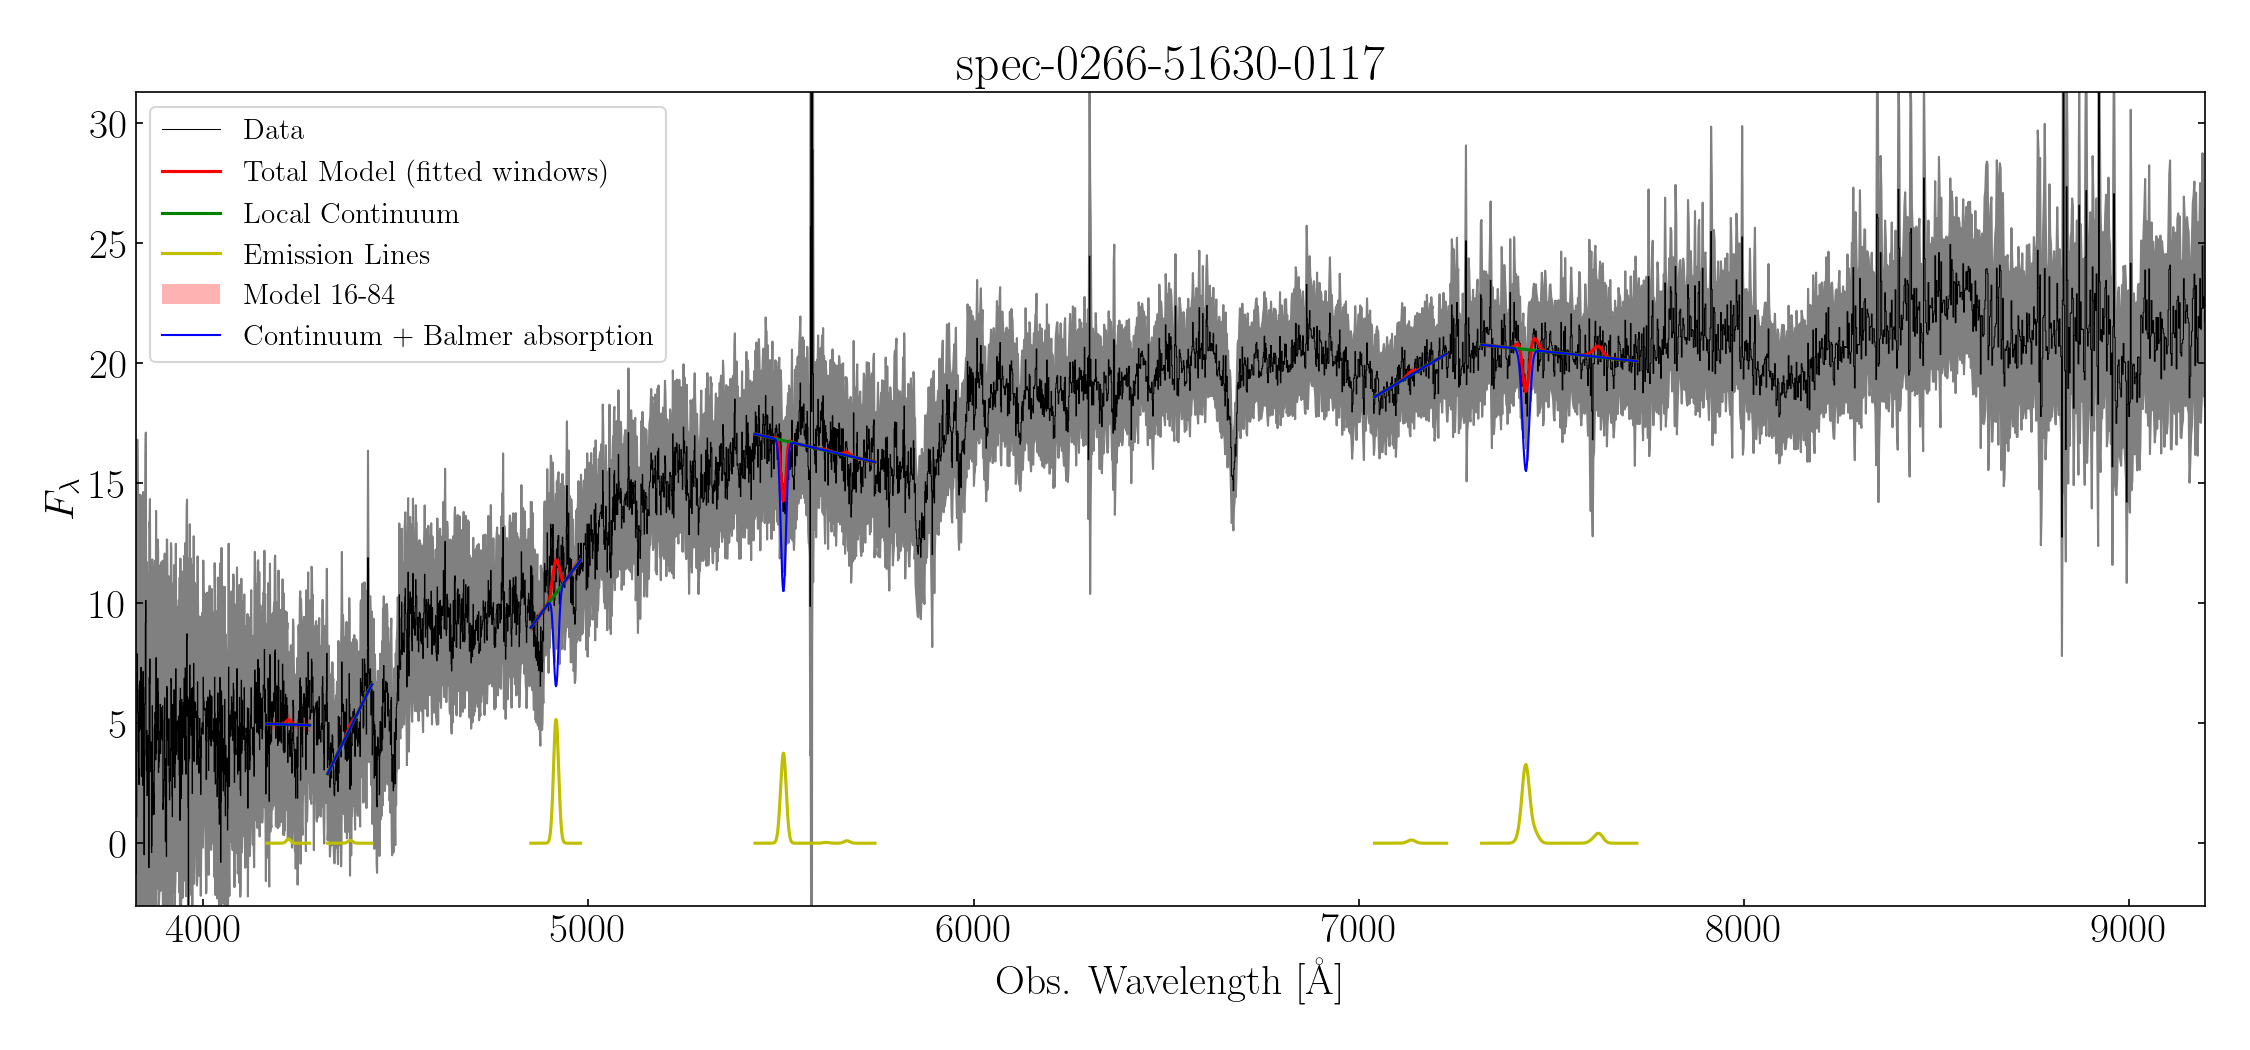 spec-0266-51630-0117
Data
Total Model (fitted windows)
Local Continuum
Emission Lines
Model 16-84
Continuum + Balmer absorption
30
25
20
15
10
5
0
Fλ
4000 5000 6000 7000 8000 9000
Obs. Wavelength [Å]